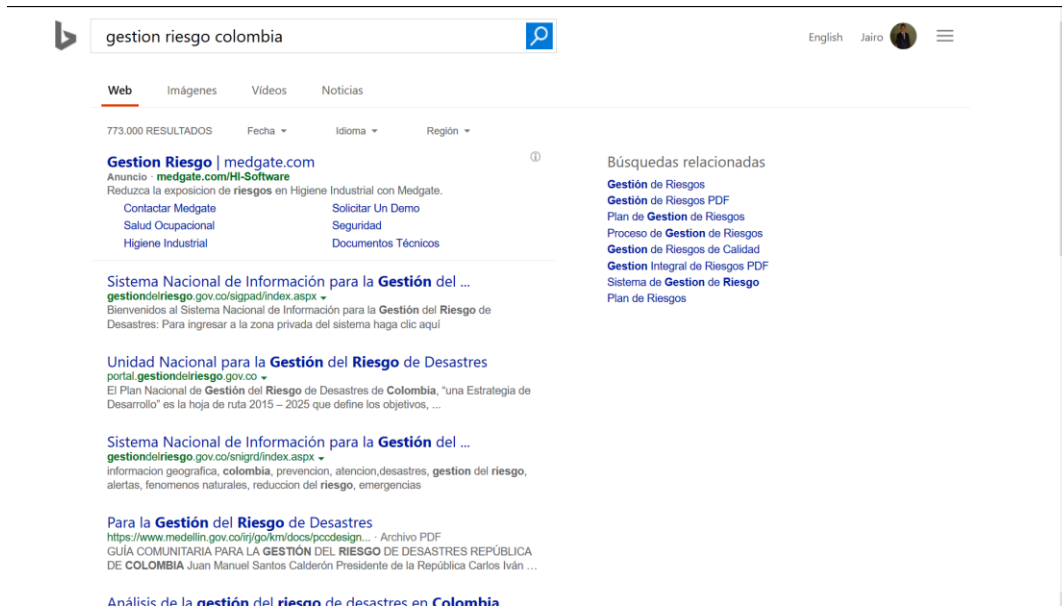 gestion riesgo colombia
English Jairo
Web Imágenes Vídeos Noticias
773.000 RESULTADOS Fecha Idioma Región
Gestion Riesgo | medgate.com
Anuncio · medgate.com/HI-Software
Reduzca la exposicion de riesgos en Higiene Industrial con Medgate.
Contactar Medgate Solicitar Un Demo
Salud Ocupacional Seguridad
Higiene Industrial Documentos Técnicos
Sistema Nacional de Información para la Gestión del ...
gestiondelriesgo.gov.co/sigpad/index.aspx
Bienvenidos al Sistema Nacional de Información para la Gestión del Riesgo de
Desastres: Para ingresar a la zona privada del sistema haga clic aquí
Unidad Nacional para la Gestión del Riesgo de Desastres
portal.gestiondelriesgo.gov.co
El Plan Nacional de Gestión del Riesgo de Desastres de Colombia, “una Estrategia de
Desarrollo” es la hoja de ruta 2015 – 2025 que define los objetivos, ...
Sistema Nacional de Información para la Gestión del ...
gestiondelriesgo.gov.co/snigrd/index.aspx
informacion geografica, colombia, prevencion, atencion,desastres, gestion del riesgo,
alertas, fenomenos naturales, reduccion del riesgo, emergencias
Para la Gestión del Riesgo de Desastres
https://www.medellin.gov.co/irj/go/km/docs/pccdesign... · Archivo PDF
GUÍA COMUNITARIA PARA LA GESTIÓN DEL RIESGO DE DESASTRES REPÚBLICA
DE COLOMBIA Juan Manuel Santos Calderón Presidente de la República Carlos Iván ...
Análisis de la gestión del riesgo de desastres en Colombia
Búsquedas relacionadas
Gestión de Riesgos
Gestión de Riesgos PDF
Plan de Gestion de Riesgos
Proceso de Gestion de Riesgos
Gestion de Riesgos de Calidad
Gestion Integral de Riesgos PDF
Sistema de Gestion de Riesgo
Plan de Riesgos